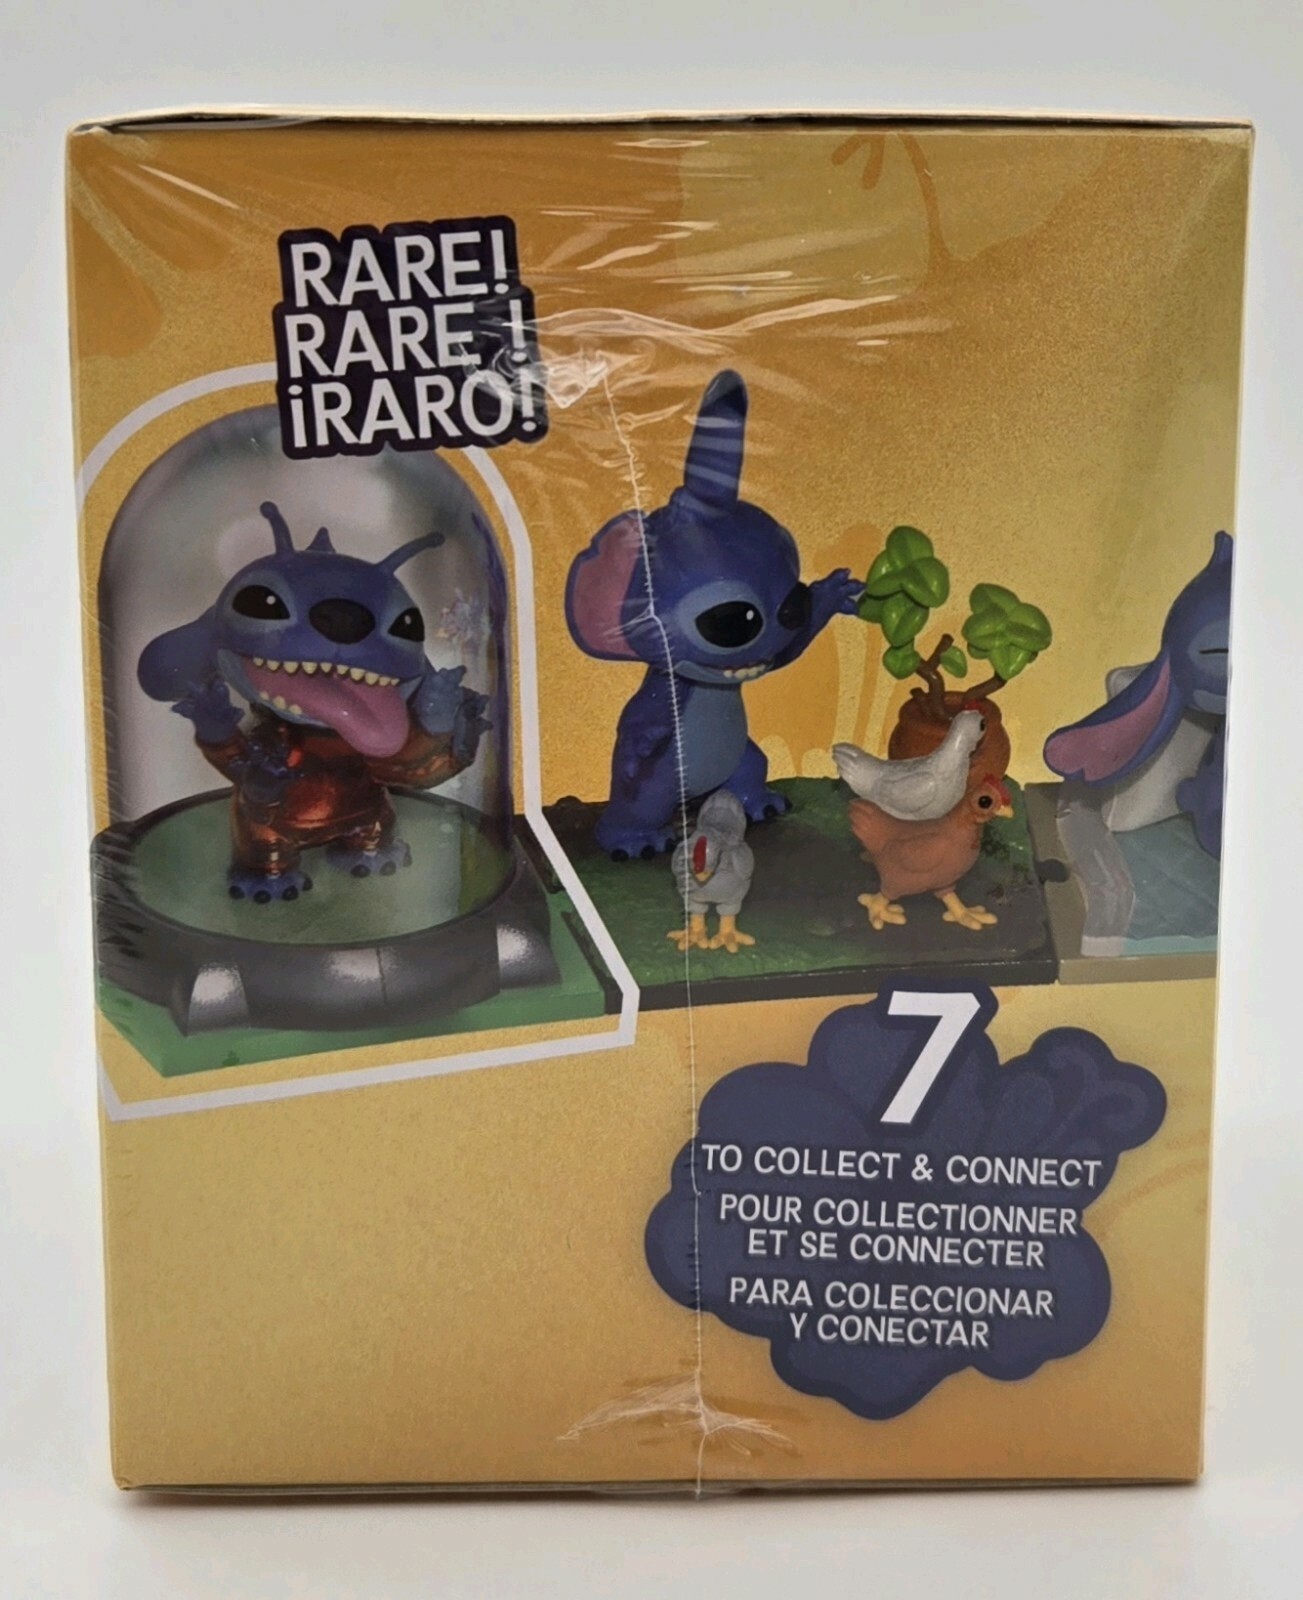 RARE!
RARE !
¡RARO!
7
TO COLLECT & CONNECT
POUR COLLECTIONNER
ET SE CONNECTER
PARA COLECCIONAR
Y CONECTAR